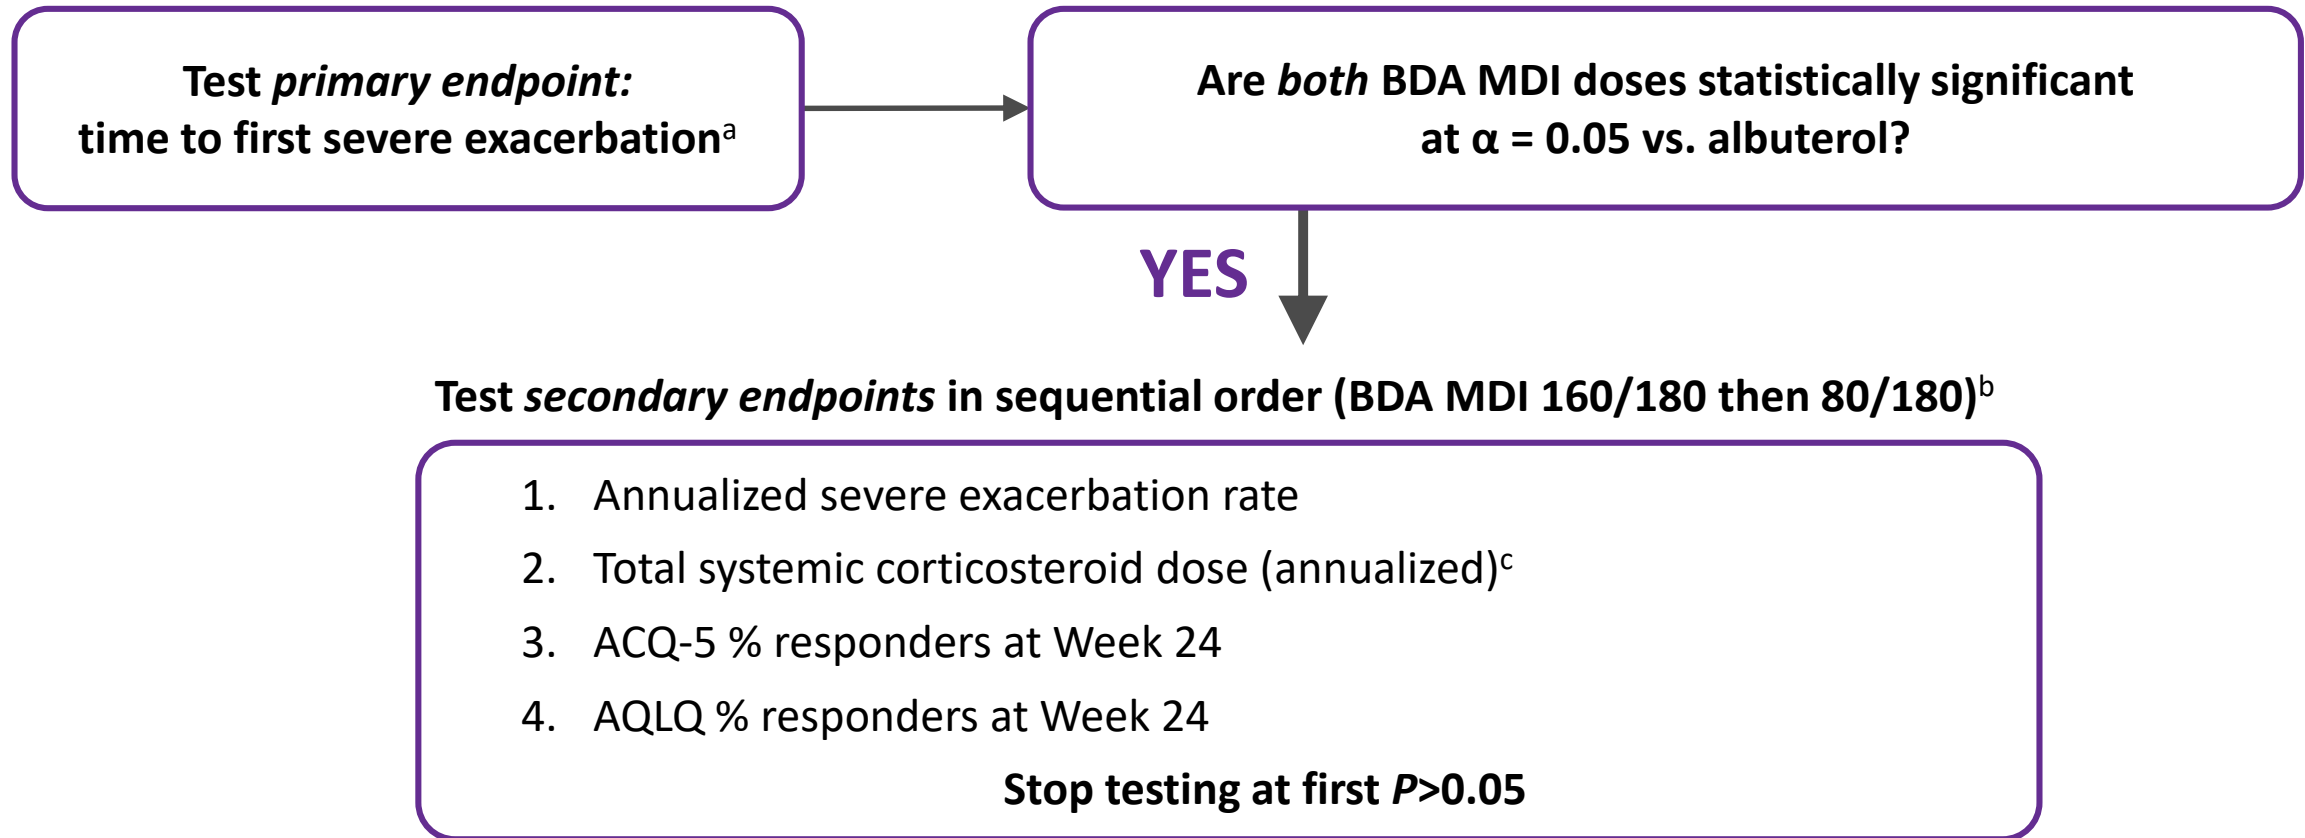 Test primary endpoint:
time to first severe exacerbationᵃ
Are both BDA MDI doses statistically significant
at α = 0.05 vs. albuterol?
YES
Test secondary endpoints in sequential order (BDA MDI 160/180 then 80/180)ᵇ
1. Annualized severe exacerbation rate
2. Total systemic corticosteroid dose (annualized)ᶜ
3. ACQ-5 % responders at Week 24
4. AQLQ % responders at Week 24
Stop testing at first P>0.05